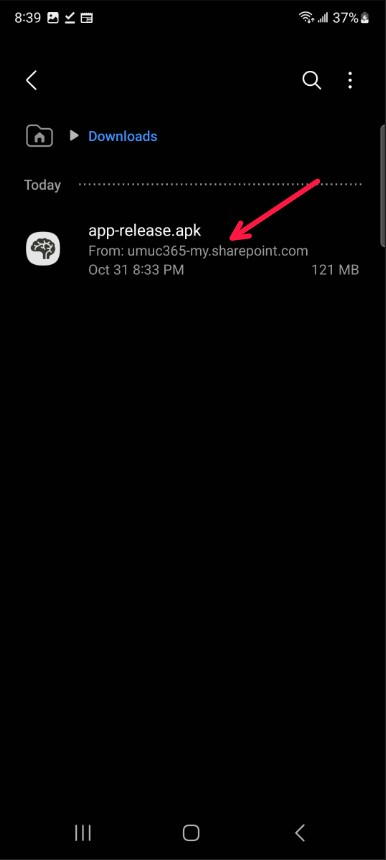 8:39
37%
Downloads
Today
app-release.apk
From: umuc365-my.sharepoint.com
Oct 31 8:33 PM 121 MB